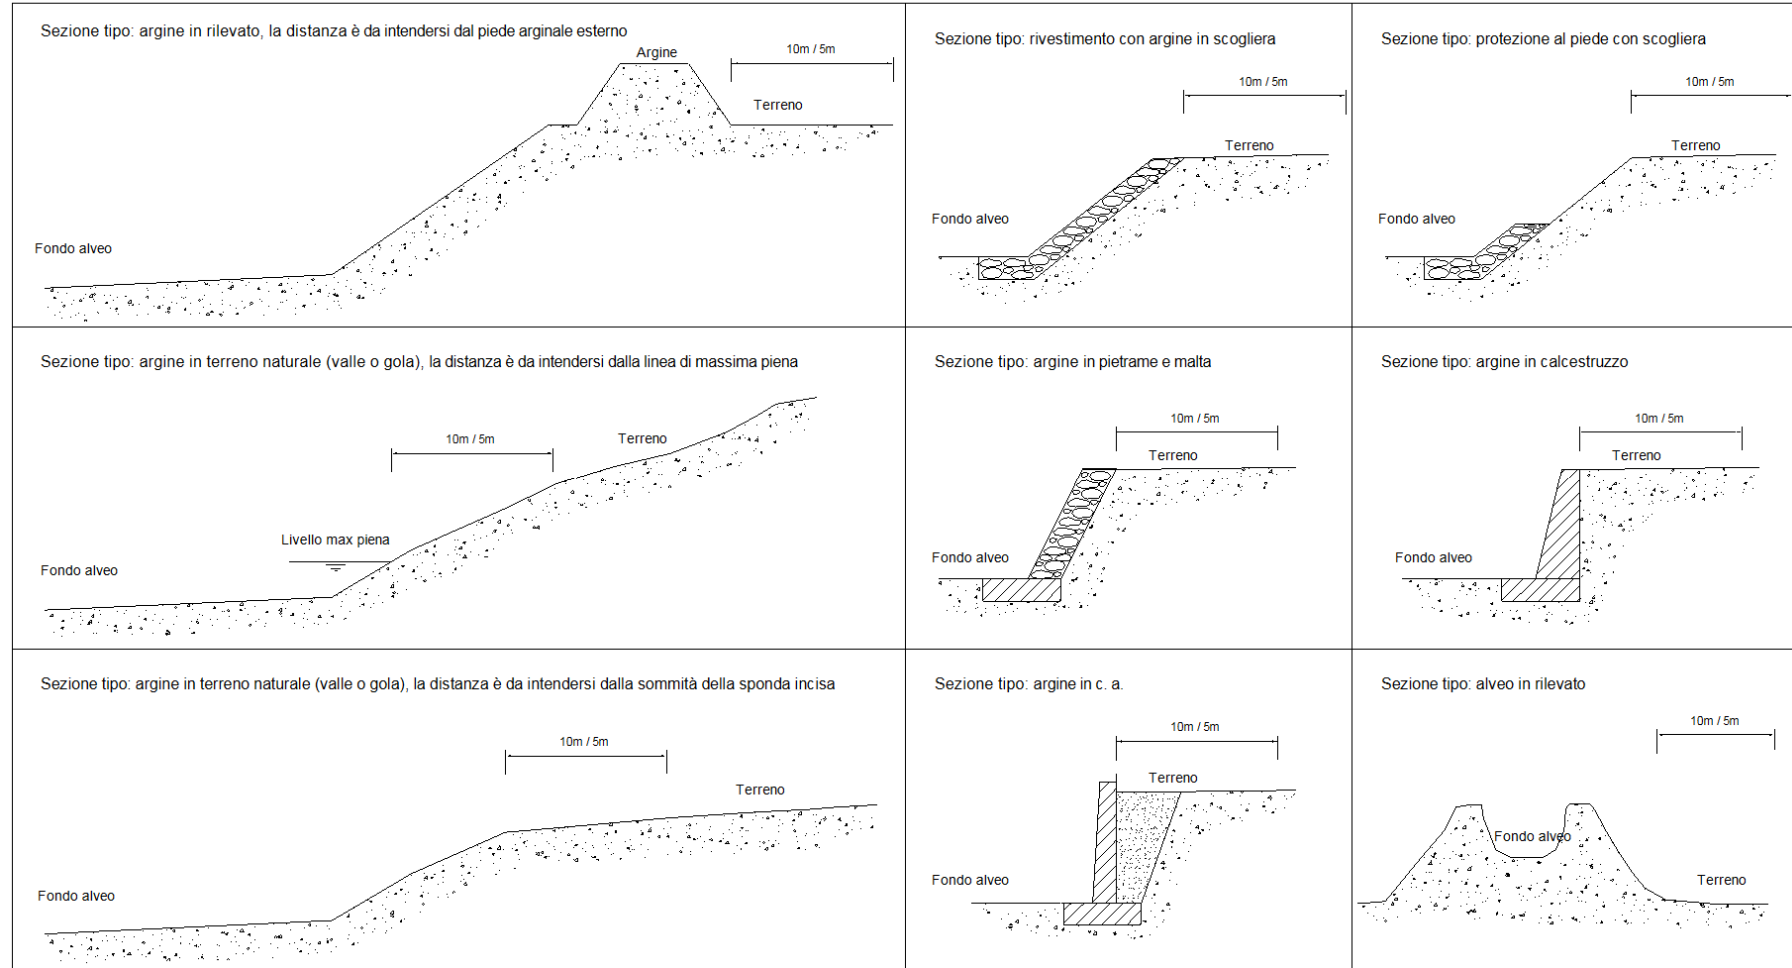 Sezione tipo: argine in rilevato, la distanza è da intendersi dal piede arginale esterno
Argine
10m / 5m
Terreno
Fondo alveo
Sezione tipo: rivestimento con argine in scogliera
10m / 5m
Terreno
Fondo alveo
Sezione tipo: protezione al piede con scogliera
10m / 5m
Terreno
Fondo alveo
Sezione tipo: argine in terreno naturale (valle o gola), la distanza è da intendersi dalla linea di massima piena
10m / 5m
Terreno
Livello max piena
Fondo alveo
Sezione tipo: argine in pietrame e malta
10m / 5m
Terreno
Fondo alveo
Sezione tipo: argine in calcestruzzo
10m / 5m
Terreno
Fondo alveo
Sezione tipo: argine in terreno naturale (valle o gola), la distanza è da intendersi dalla sommità della sponda incisa
10m / 5m
Terreno
Fondo alveo
Sezione tipo: argine in c. a.
10m / 5m
Terreno
Fondo alveo
Sezione tipo: alveo in rilevato
10m / 5m
Fondo alveo
Terreno